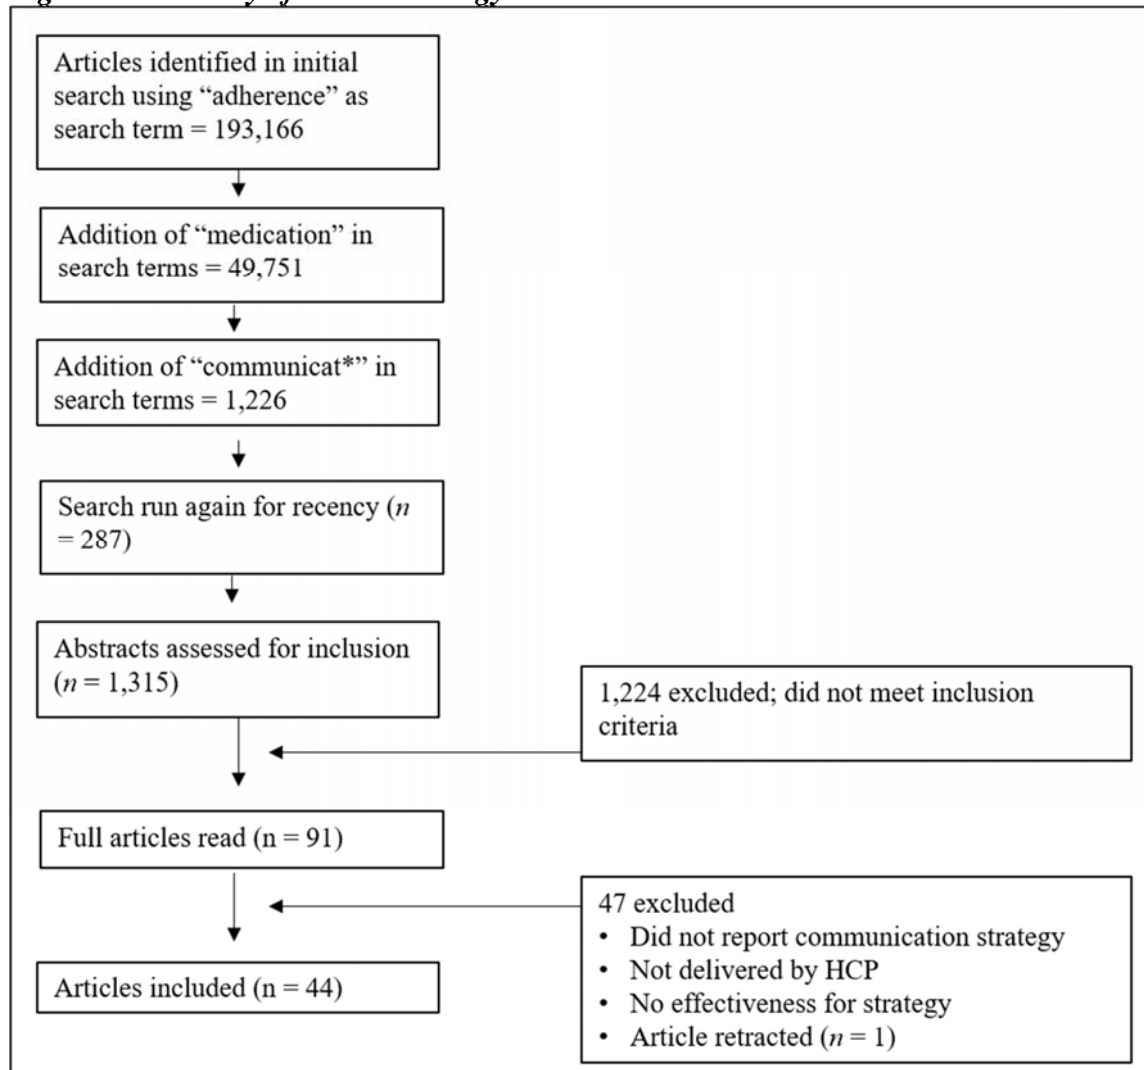 Articles identified in initial
search using “adherence” as
search term = 193,166
Addition of “medication” in
search terms = 49,751
Addition of “communicat*” in
search terms = 1,226
Search run again for recency (n
= 287)
Abstracts assessed for inclusion
(n = 1,315)
1,224 excluded; did not meet inclusion
criteria
Full articles read (n = 91)
47 excluded
• Did not report communication strategy
• Not delivered by HCP
• No effectiveness for strategy
• Article retracted (n = 1)
Articles included (n = 44)